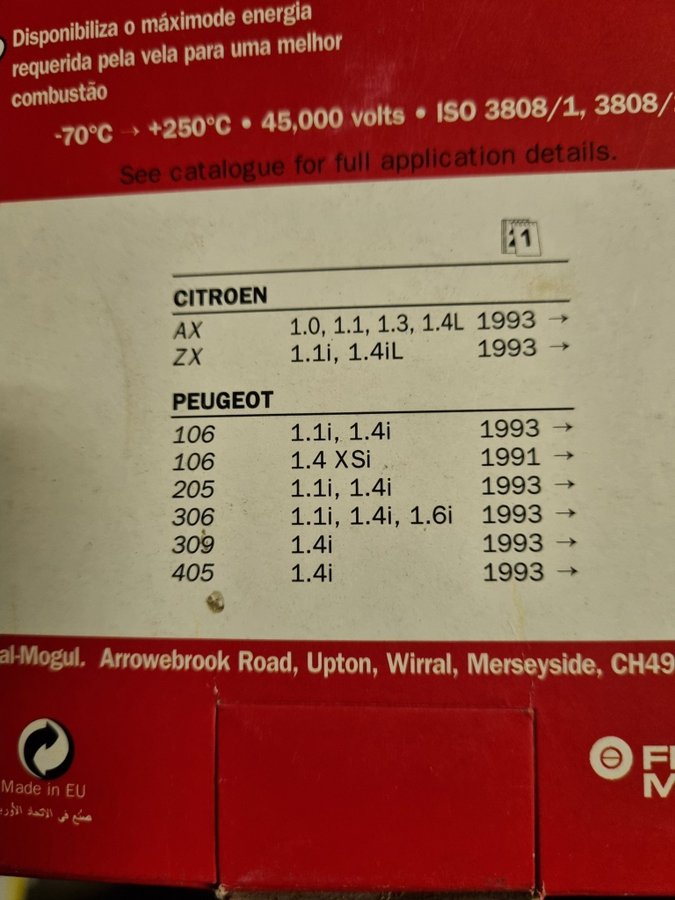 Disponibiliza o máximode energia
requerida pela vela para uma melhor
combustão
-70°C → +250°C • 45,000 volts • ISO 3808/1, 3808/
See catalogue for full application details.
1
CITROEN
AX 1.0, 1.1, 1.3, 1.4L 1993 →
ZX 1.1i, 1.4iL 1993 →
PEUGEOT
106 1.1i, 1.4i 1993 →
106 1.4 XSi 1991 →
205 1.1i, 1.4i 1993 →
306 1.1i, 1.4i, 1.6i 1993 →
309 1.4i 1993 →
405 1.4i 1993 →
al-Mogul. Arrowebrook Road, Upton, Wirral, Merseyside, CH49
Made in EU
صنع في الاتحاد